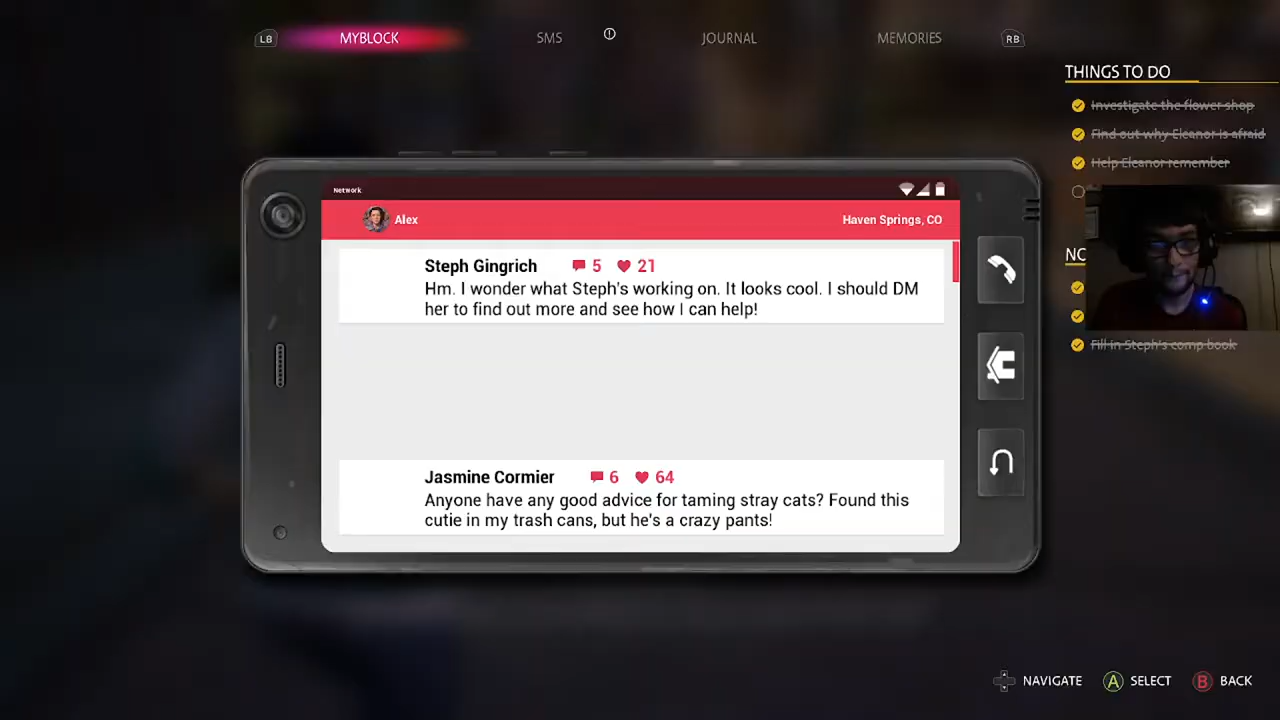 LB MYBLOCK SMS JOURNAL MEMORIES RB
THINGS TO DO
Investigate the flower shop
Find out why Eleanor is afraid
Help Eleanor remember
Network
Alex Haven Springs, CO
Steph Gingrich 5 21
Hm. I wonder what Steph's working on. It looks cool. I should DM
her to find out more and see how I can help!
NO
Fill in Steph's comp book
Jasmine Cormier 6 64
Anyone have any good advice for taming stray cats? Found this
cutie in my trash cans, but he's a crazy pants!
NAVIGATE A SELECT B BACK